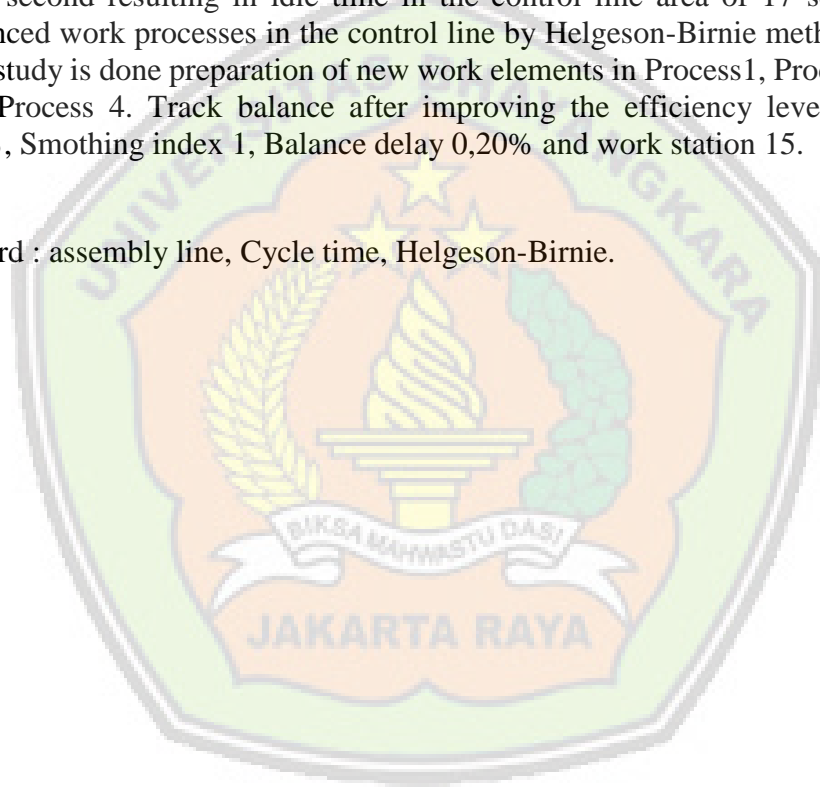 second resulting in idle time in the control line area of 17 s
nced work processes in the control line by Helgeson-Birnie meth
study is done preparation of new work elements in Process1, Proc
Process 4. Track balance after improving the efficiency leve
, Smothing index 1, Balance delay 0,20% and work station 15.
rd : assembly line, Cycle time, Helgeson-Birnie.
UNIVERSITAS BHAYANGKARA
BIKSA MAHWASTU DASI
JAKARTA RAYA